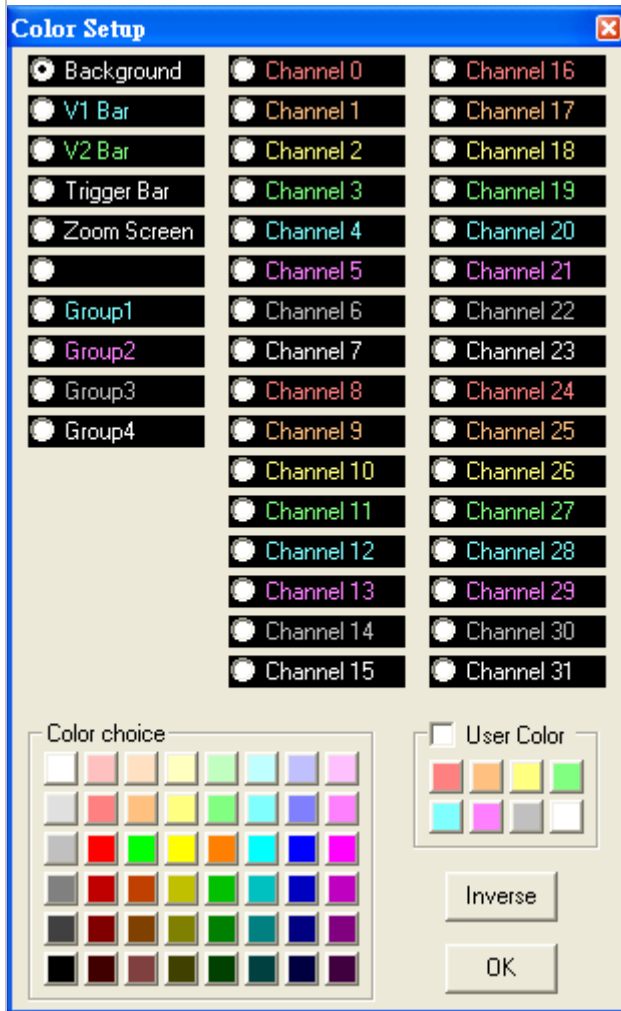 Color Setup
Background
V1 Bar
V2 Bar
Trigger Bar
Zoom Screen
Group1
Group2
Group3
Group4
Channel 0
Channel 1
Channel 2
Channel 3
Channel 4
Channel 5
Channel 6
Channel 7
Channel 8
Channel 9
Channel 10
Channel 11
Channel 12
Channel 13
Channel 14
Channel 15
Channel 16
Channel 17
Channel 18
Channel 19
Channel 20
Channel 21
Channel 22
Channel 23
Channel 24
Channel 25
Channel 26
Channel 27
Channel 28
Channel 29
Channel 30
Channel 31
Color choice
User Color
Inverse
OK